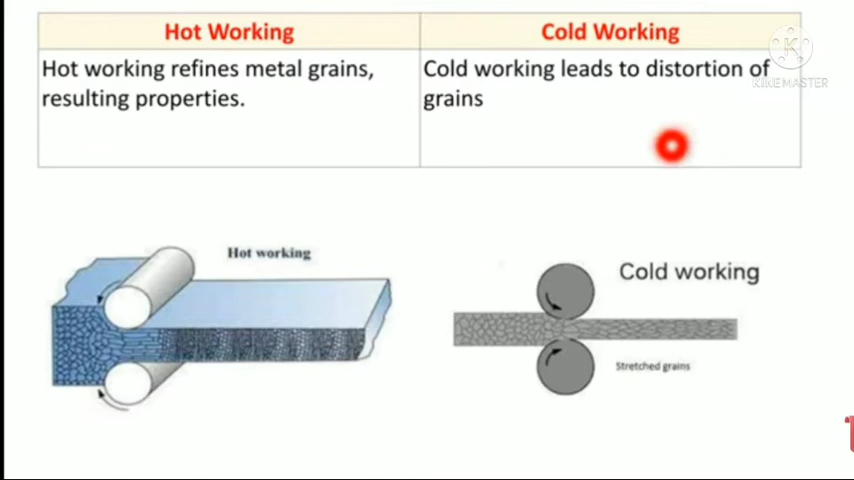 Hot Working
Cold Working
Hot working refines metal grains,
resulting properties.
Cold working leads to distortion of
grains
K
KINEMASTER
Hot working
Cold working
Stretched grains